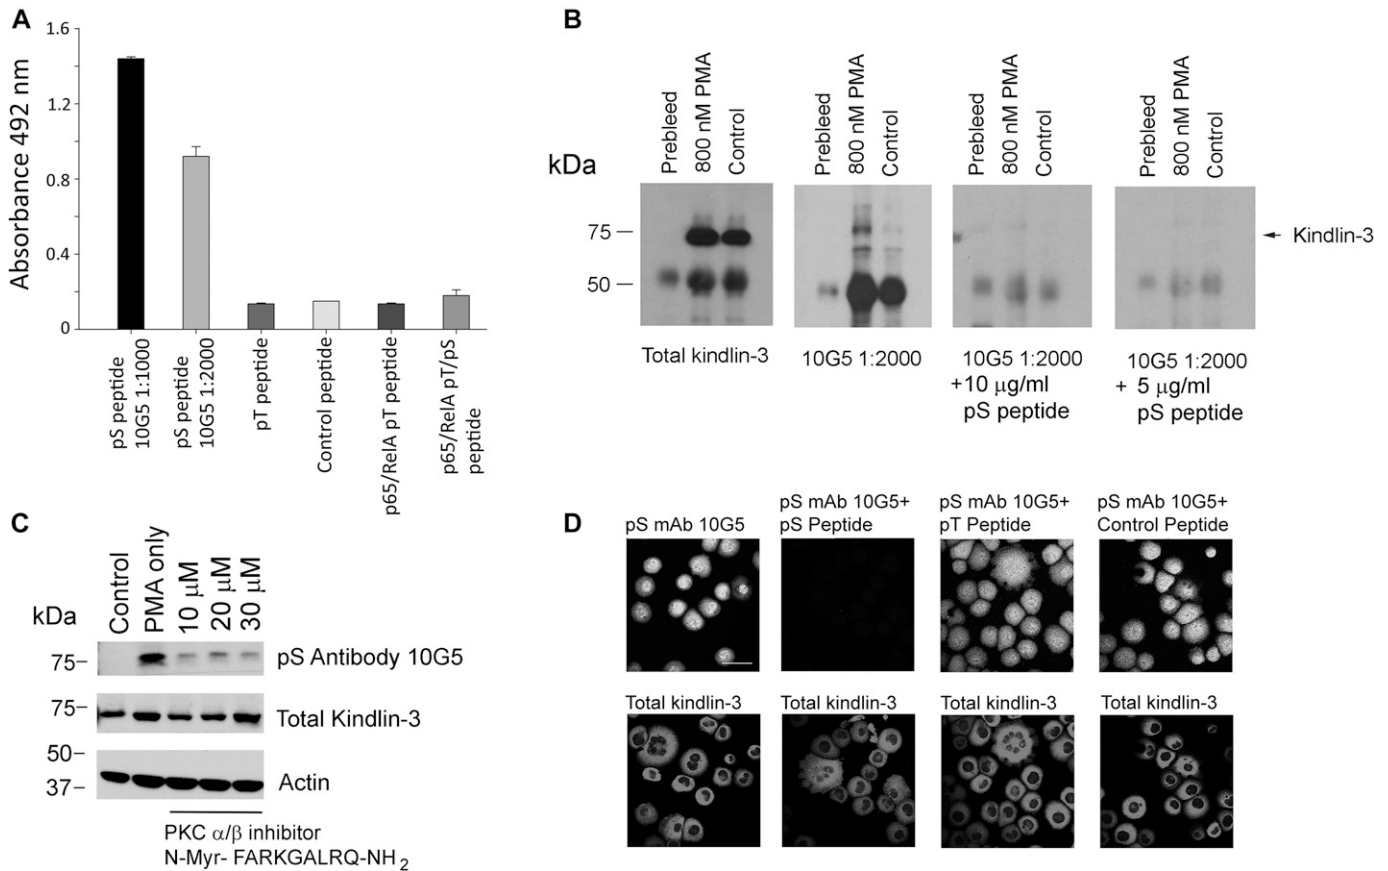 A
1.6
1.2
0.8
0.4
0
Absorbance 492 nm
pS peptide
10G5 1:1000
pS peptide
10G5 1:2000
pT peptide
Control peptide
p65/RelA pT peptide
p65/RelA pT/pS
peptide
B
kDa
Prebleed
800 nM PMA
Control
Prebleed
800 nM PMA
Control
Prebleed
800 nM PMA
Control
Prebleed
800 nM PMA
Control
75
50
Kindlin-3
Total kindlin-3
10G5 1:2000
10G5 1:2000
+10 μg/ml
pS peptide
10G5 1:2000
+ 5 μg/ml
pS peptide
C
kDa
Control
PMA only
10 μM
20 μM
30 μM
75
pS Antibody 10G5
75
Total Kindlin-3
50
37
Actin
PKC α/β inhibitor
N-Myr- FARKGALRQ-NH2
D
pS mAb 10G5
pS mAb 10G5+
pS Peptide
pS mAb 10G5+
pT Peptide
pS mAb 10G5+
Control Peptide
Total kindlin-3
Total kindlin-3
Total kindlin-3
Total kindlin-3